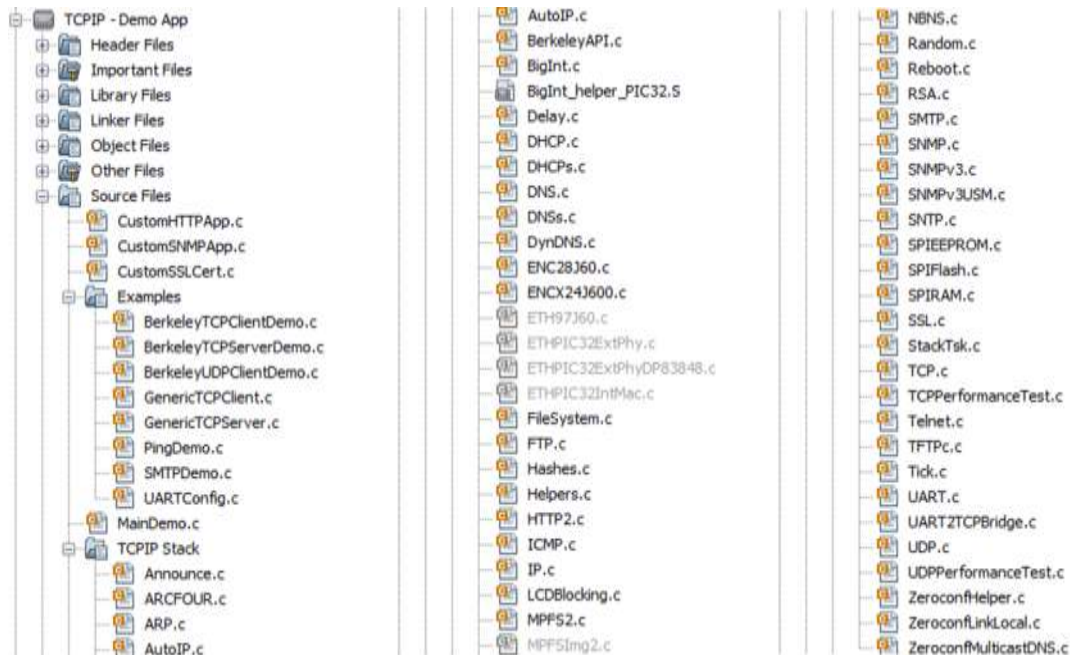 TCPIP - Demo App
Header Files
Important Files
Library Files
Linker Files
Object Files
Other Files
Source Files
CustomHTTPApp.c
CustomSNMPApp.c
CustomSSLCert.c
Examples
BerkeleyTCPClientDemo.c
BerkeleyTCPServerDemo.c
BerkeleyUDPClientDemo.c
GenericTCPClient.c
GenericTCPServer.c
PingDemo.c
SMTPDemo.c
UARTConfig.c
MainDemo.c
TCPIP Stack
Announce.c
ARCFOUR.c
ARP.c
AutoIP.c
AutoIP.c
BerkeleyAPI.c
BigInt.c
BigInt_helper_PIC32.S
Delay.c
DHCP.c
DHCPs.c
DNS.c
DNSs.c
DynDNS.c
ENC28J60.c
ENCX24J600.c
ETH97J60.c
ETHPIC32ExtPhy.c
ETHPIC32ExtPhyDP83848.c
ETHPIC32IntMac.c
FileSystem.c
FTP.c
Hashes.c
Helpers.c
HTTP2.c
ICMP.c
IP.c
LCDBlocking.c
MPFS2.c
MPFSImg2.c
NBNS.c
Random.c
Reboot.c
RSA.c
SMTP.c
SNMP.c
SNMPv3.c
SNMPv3USM.c
SNTP.c
SPIEEPROM.c
SPIFlash.c
SPIRAM.c
SSL.c
StackTsk.c
TCP.c
TCPPerformanceTest.c
Telnet.c
TFTPc.c
Tick.c
UART.c
UART2TCPBridge.c
UDP.c
UDPPerformanceTest.c
ZeroconfHelper.c
ZeroconfLinkLocal.c
ZeroconfMulticastDNS.c